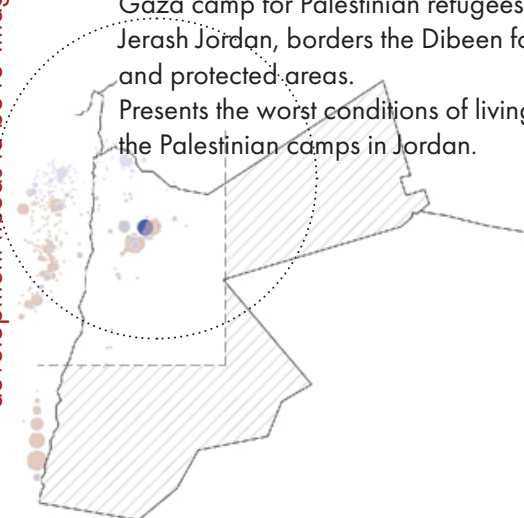 Gaza camp for Palestinian refugees
Jerash Jordan, borders the Dibeen fo
and protected areas.
Presents the worst conditions of living
the Palestinian camps in Jordan.